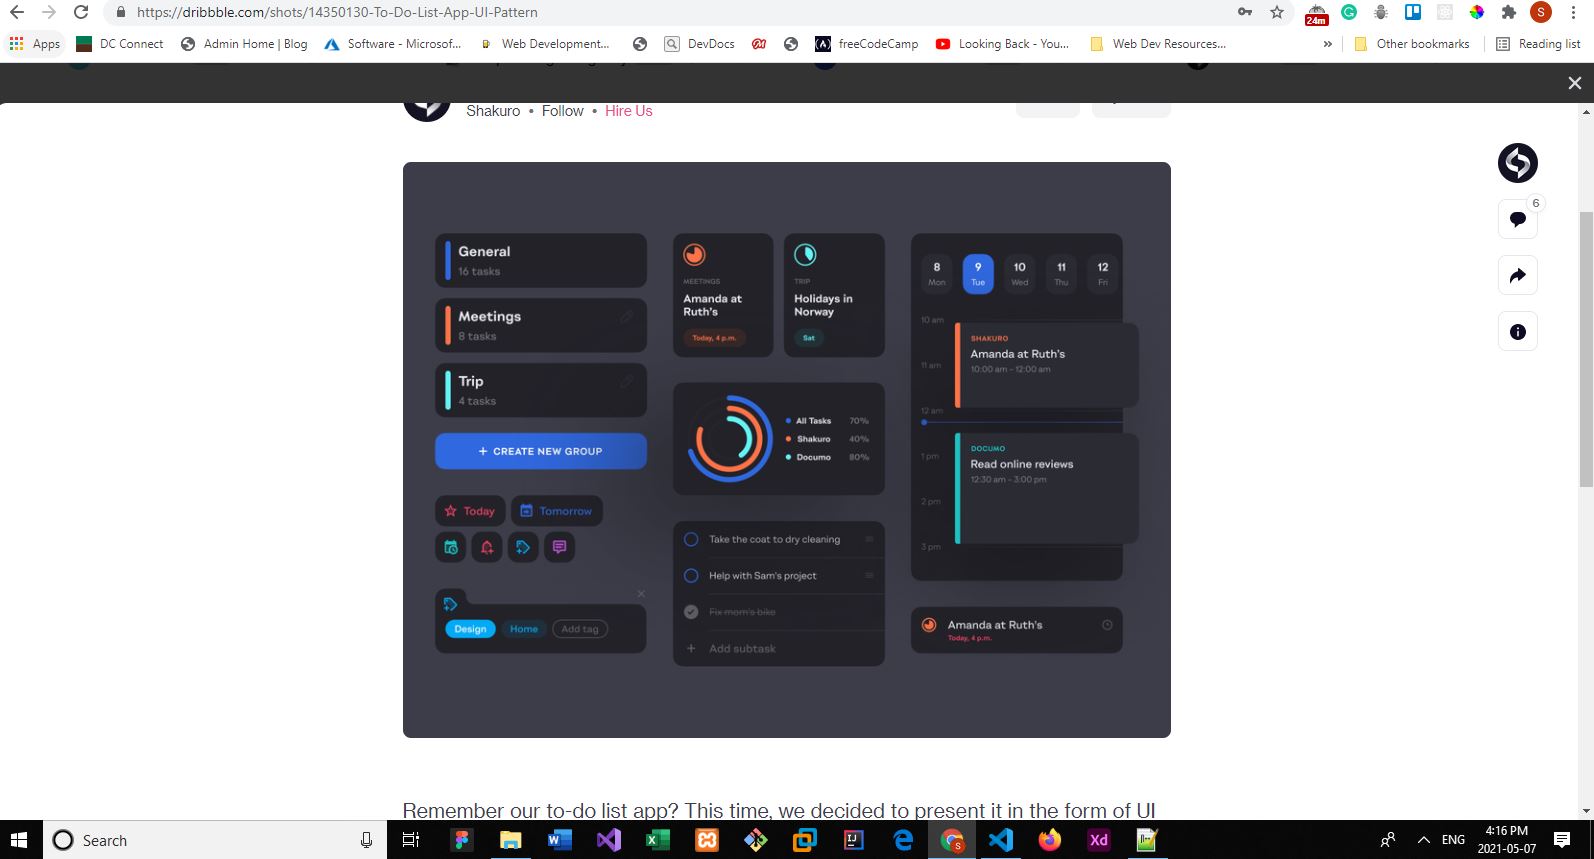 https://dribbble.com/shots/14350130-To-Do-List-App-UI-Pattern
24m
S
Apps
DC Connect
Admin Home | Blog
Software - Microsof...
Web Development...
DevDocs
freeCodeCamp
Looking Back - You...
Web Dev Resources...
»
Other bookmarks
Reading list
Shakuro • Follow • Hire Us
6
General
16 tasks
Meetings
8 tasks
Trip
4 tasks
+ CREATE NEW GROUP
Today
Tomorrow
Design
Home
Add tag
MEETINGS
Amanda at
Ruth's
Today, 4 p.m.
TRIP
Holidays in
Norway
Sat
All Tasks 70%
Shakuro 40%
Documo 80%
Take the coat to dry cleaning
Help with Sam's project
Fix mom's bike
+ Add subtask
8 9 10 11 12
Mon Tue Wed Thu Fri
10 am
SHAKURO
Amanda at Ruth's
10:00 am - 12:00 am
11 am
12 am
DOCUMO
Read online reviews
12:30 am - 3:00 pm
1 pm
2 pm
3 pm
Amanda at Ruth's
Today, 4 p.m.
Remember our to-do list app? This time, we decided to present it in the form of UI
Search
ENG
4:16 PM
2021-05-07